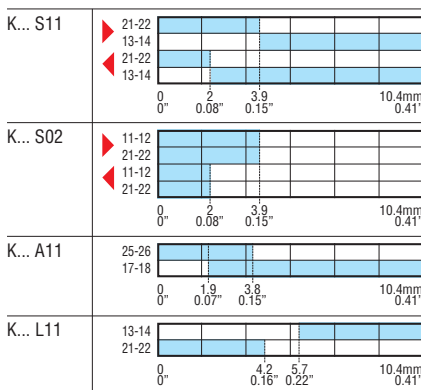 K... S11
21-22
13-14
21-22
13-14
0 2 3.9 10.4mm
0" 0.08" 0.15" 0.41"
K... S02
11-12
21-22
11-12
21-22
0 2 3.9 10.4mm
0" 0.08" 0.15" 0.41"
K... A11
25-26
17-18
0 1.9 3.8 10.4mm
0" 0.07" 0.15" 0.41"
K... L11
13-14
21-22
0 4.2 5.7 10.4mm
0" 0.16" 0.22" 0.41"